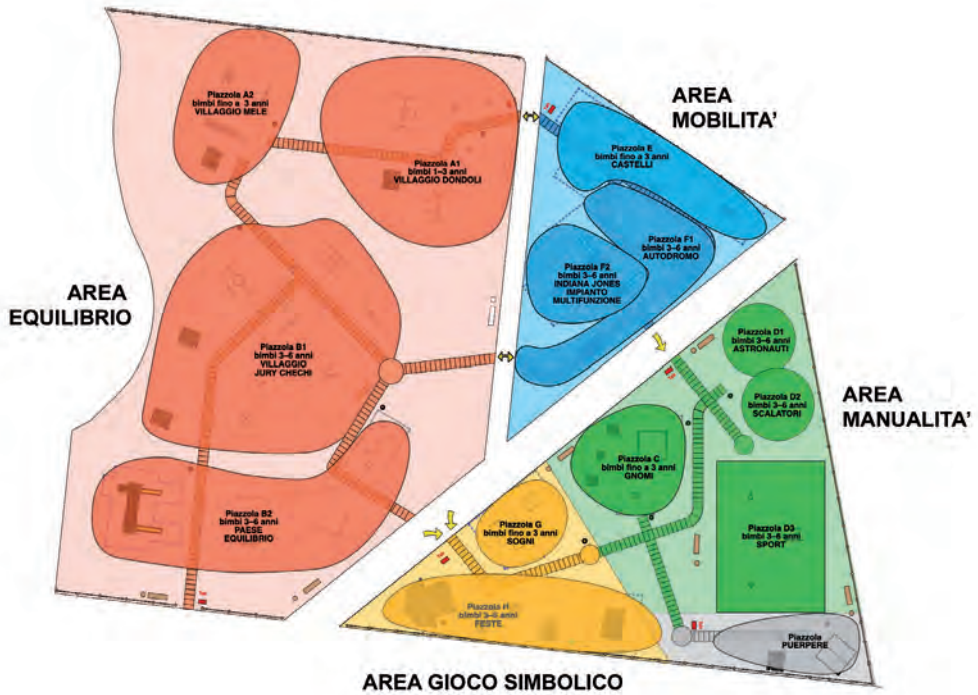 Piazzola A2
bimbi fino a 3 anni
VILLAGGIO MELE
Piazzola A1
bimbi 1–3 anni
VILLAGGIO DONDOLI
AREA
MOBILITA'
Piazzola E
bimbi fino a 3 anni
CASTELLI
Piazzola F1
bimbi 3–6 anni
AUTODROMO
Piazzola F2
bimbi 3–6 anni
INDIANA JONES
IMPIANTO
MULTIFUNZIONE
AREA
EQUILIBRIO
Piazzola B1
bimbi 3–6 anni
VILLAGGIO
JURY CHECHI
Piazzola D1
bimbi 3–6 anni
ASTRONAUTI
Piazzola D2
bimbi 3–6 anni
SCALATORI
AREA
MANUALITA'
Piazzola C
bimbi fino a 3 anni
GNOMI
Piazzola B2
bimbi 3–6 anni
PAESE
EQUILIBRIO
Piazzola G
bimbi fino a 3 anni
SOGNI
Piazzola D3
bimbi 3–6 anni
SPORT
Piazzola H
bimbi 3–6 anni
FESTE
Piazzola
PUERPERE
AREA GIOCO SIMBOLICO